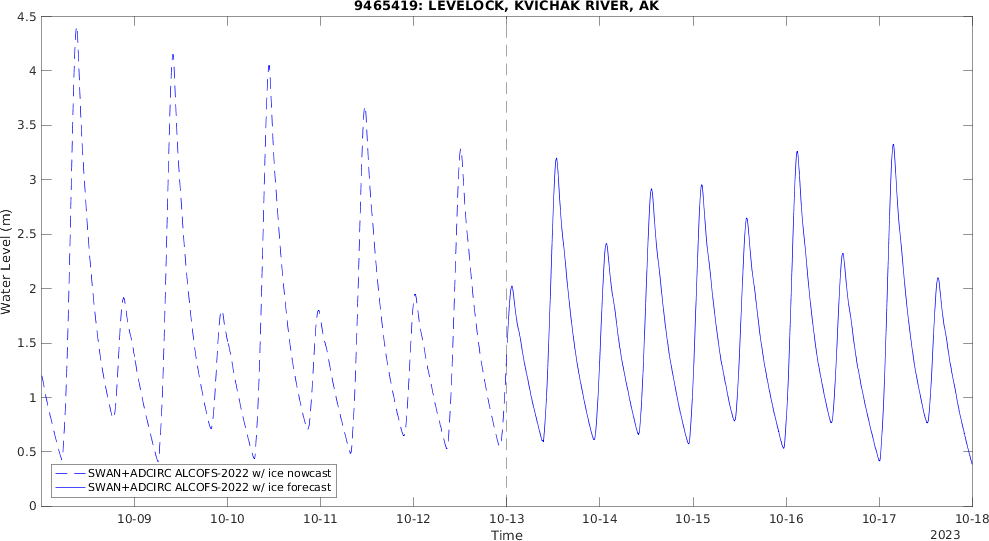 9465419: LEVELOCK, KVICHAK RIVER, AK
4.5
4
3.5
3
2.5
2
1.5
1
0.5
0
Water Level (m)
SWAN+ADCIRC ALCOFS-2022 w/ ice nowcast
SWAN+ADCIRC ALCOFS-2022 w/ ice forecast
10-09 10-10 10-11 10-12 10-13 10-14 10-15 10-16 10-17 10-18
Time
2023